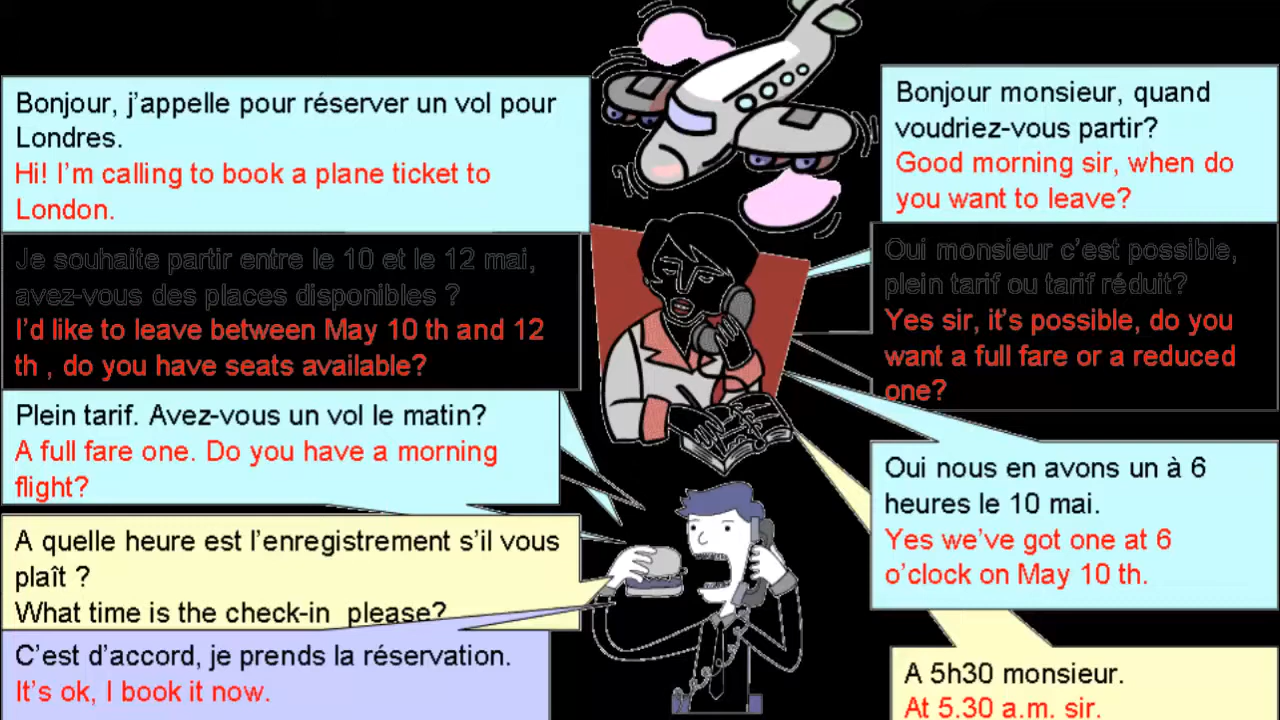 Bonjour, j'appelle pour réserver un vol pour
Londres.
Hi! I'm calling to book a plane ticket to
London.
Bonjour monsieur, quand
voudriez-vous partir?
Good morning sir, when do
you want to leave?
Je souhaite partir entre le 10 et le 12 mai,
avez-vous des places disponibles ?
I'd like to leave between May 10 th and 12
th , do you have seats available?
Oui monsieur c'est possible,
plein tarif ou tarif réduit?
Yes sir, it's possible, do you
want a full fare or a reduced
one?
Plein tarif. Avez-vous un vol le matin?
A full fare one. Do you have a morning
flight?
Oui nous en avons un à 6
heures le 10 mai.
Yes we've got one at 6
o'clock on May 10 th.
A quelle heure est l'enregistrement s'il vous
plaît ?
What time is the check-in  please?
A 5h30 monsieur.
At 5.30 a.m. sir.
C'est d'accord, je prends la réservation.
It's ok, I book it now.